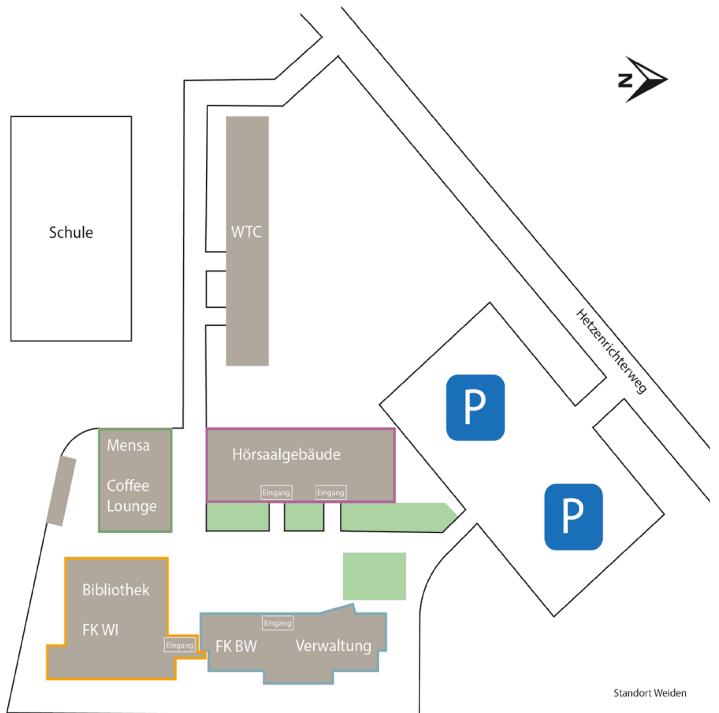 N
Schule
WTC
Hetzenrichterweg
P
P
Mensa
Coffee
Lounge
Hörsaalgebäude
Eingang
Eingang
Bibliothek
FK WI
Eingang
Eingang
FK BW
Verwaltung
Standort Weiden